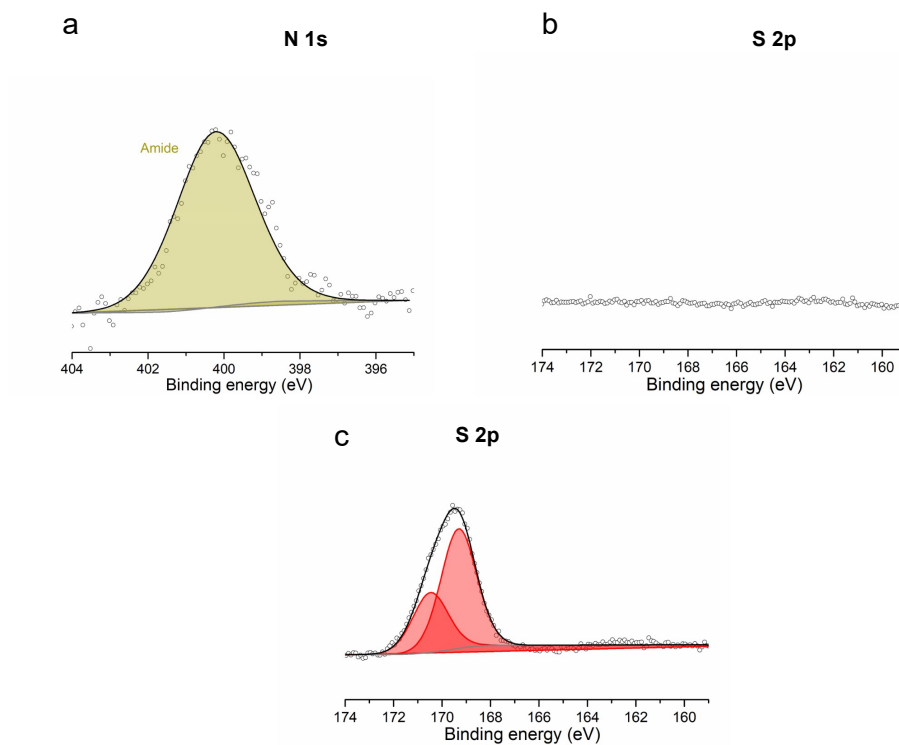 a
N 1s
Amide
404 402 400 398 396
Binding energy (eV)
b
S 2p
174 172 170 168 166 164 162 160
Binding energy (eV)
c
S 2p
174 172 170 168 166 164 162 160
Binding energy (eV)